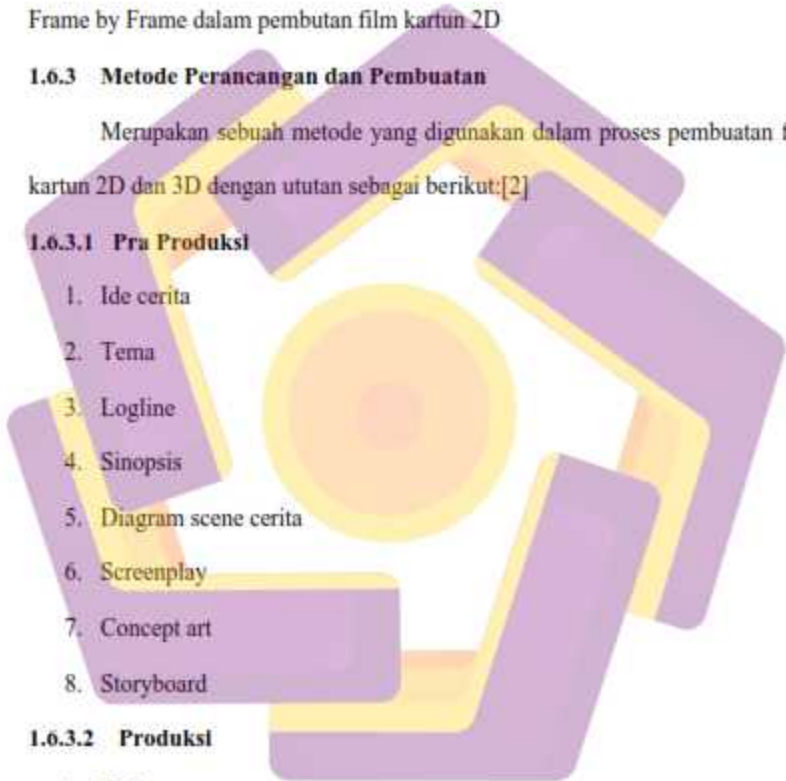 Frame by Frame dalam pembutan film kartun 2D
1.6.3 Metode Perancangan dan Pembuatan
Merupakan sebuah metode yang digunakan dalam proses pembuatan
kartun 2D dan 3D dengan ututan sebagai berikut:[2]
1.6.3.1 Pra Produksi
1. Ide cerita
2. Tema
3. Logline
4. Sinopsis
5. Diagram scene cerita
6. Screenplay
7. Concept art
8. Storyboard
1.6.3.2 Produksi